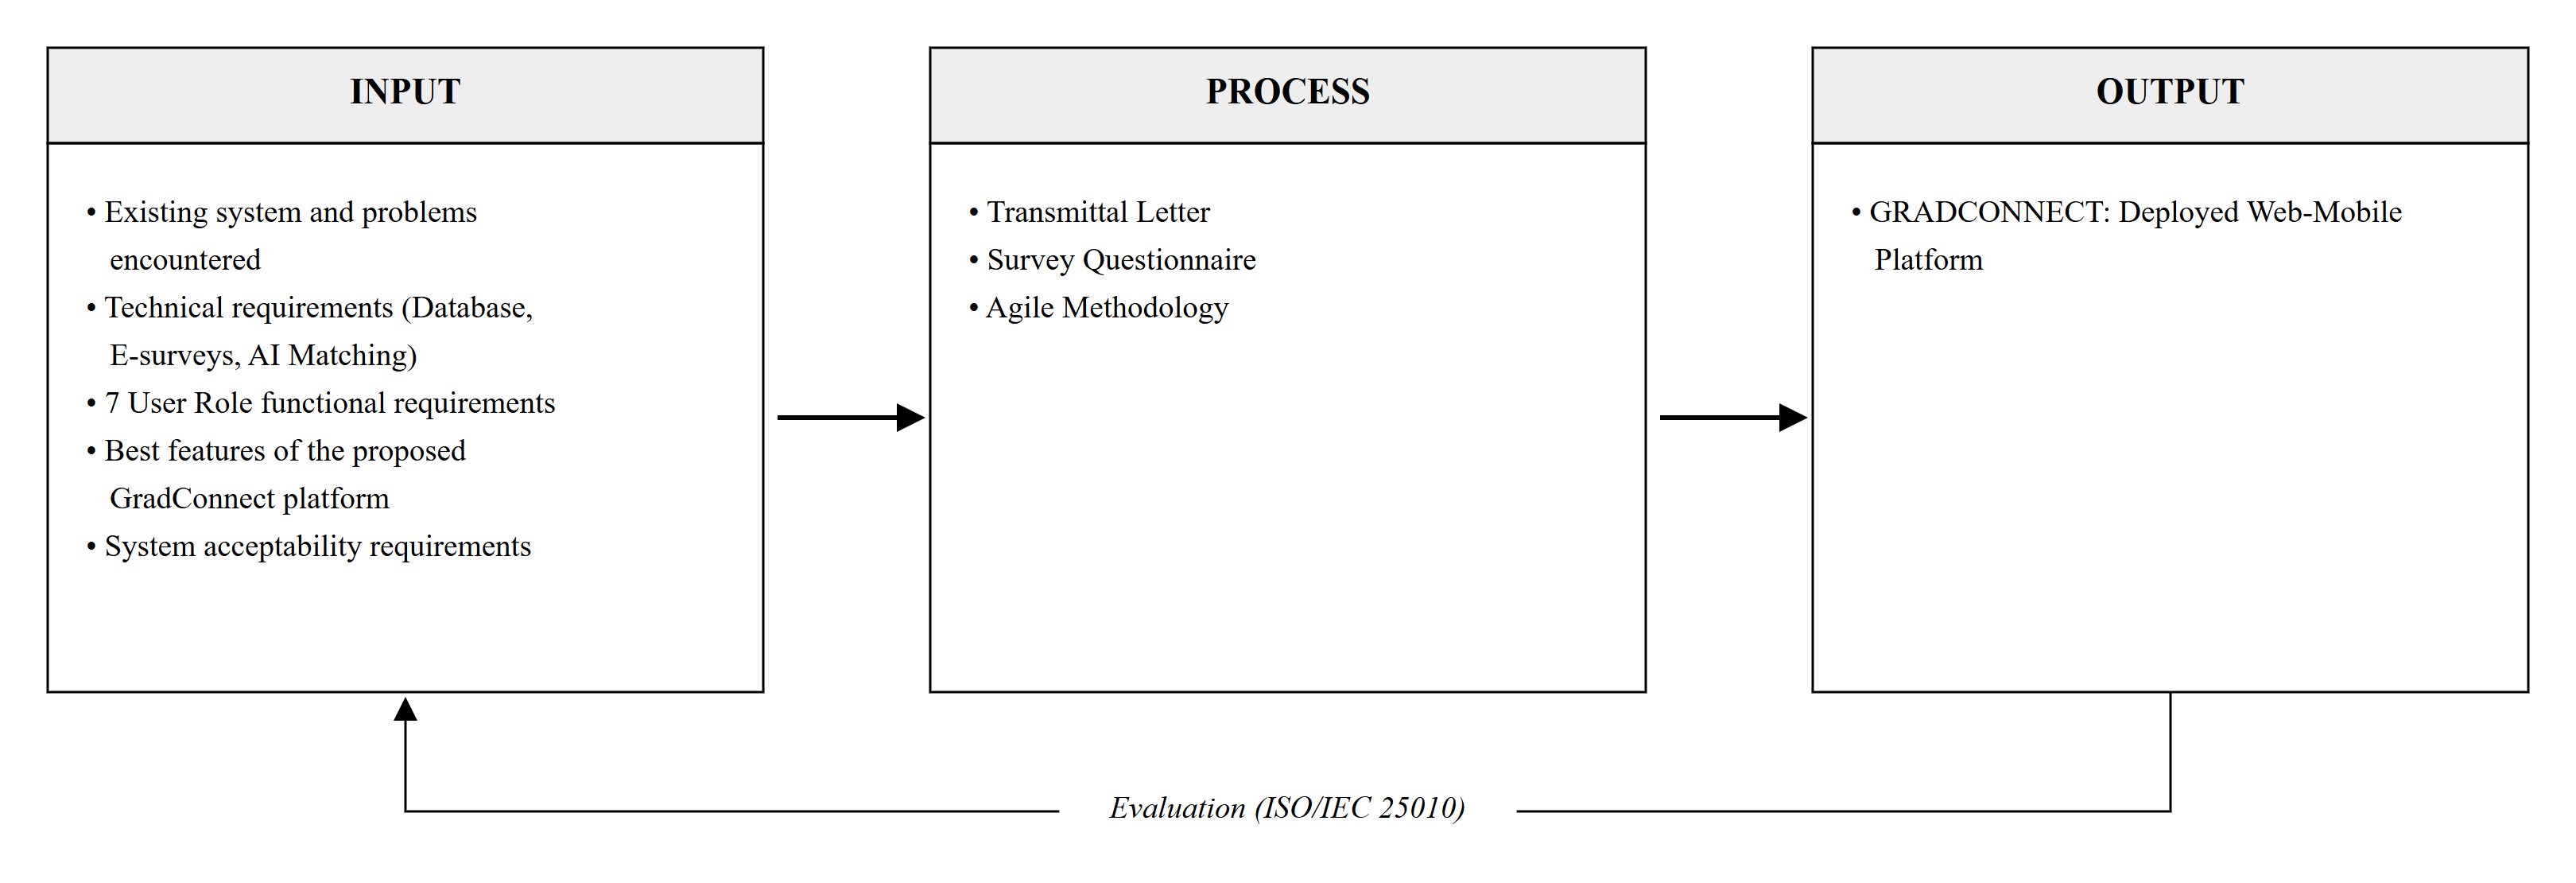 INPUT
• Existing system and problems
encountered
• Technical requirements (Database,
E-surveys, AI Matching)
• 7 User Role functional requirements
• Best features of the proposed
GradConnect platform
• System acceptability requirements
PROCESS
• Transmittal Letter
• Survey Questionnaire
• Agile Methodology
OUTPUT
• GRADCONNECT: Deployed Web-Mobile
Platform
Evaluation (ISO/IEC 25010)